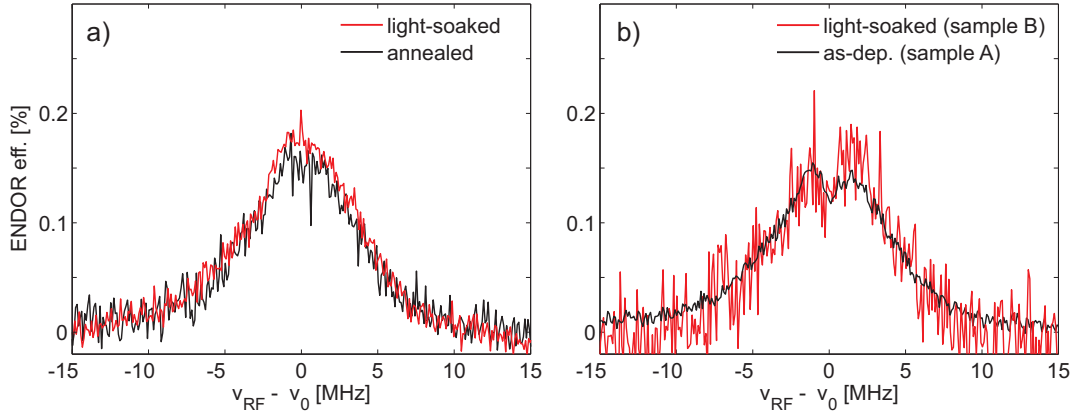 a)
light-soaked
annealed
b)
light-soaked (sample B)
as-dep. (sample A)
ENDOR eff. [%]
0.2
0.1
0
-15 -10 -5 0 5 10 15
ν_RF - ν_0 [MHz]
0.2
0.1
0
-15 -10 -5 0 5 10 15
ν_RF - ν_0 [MHz]